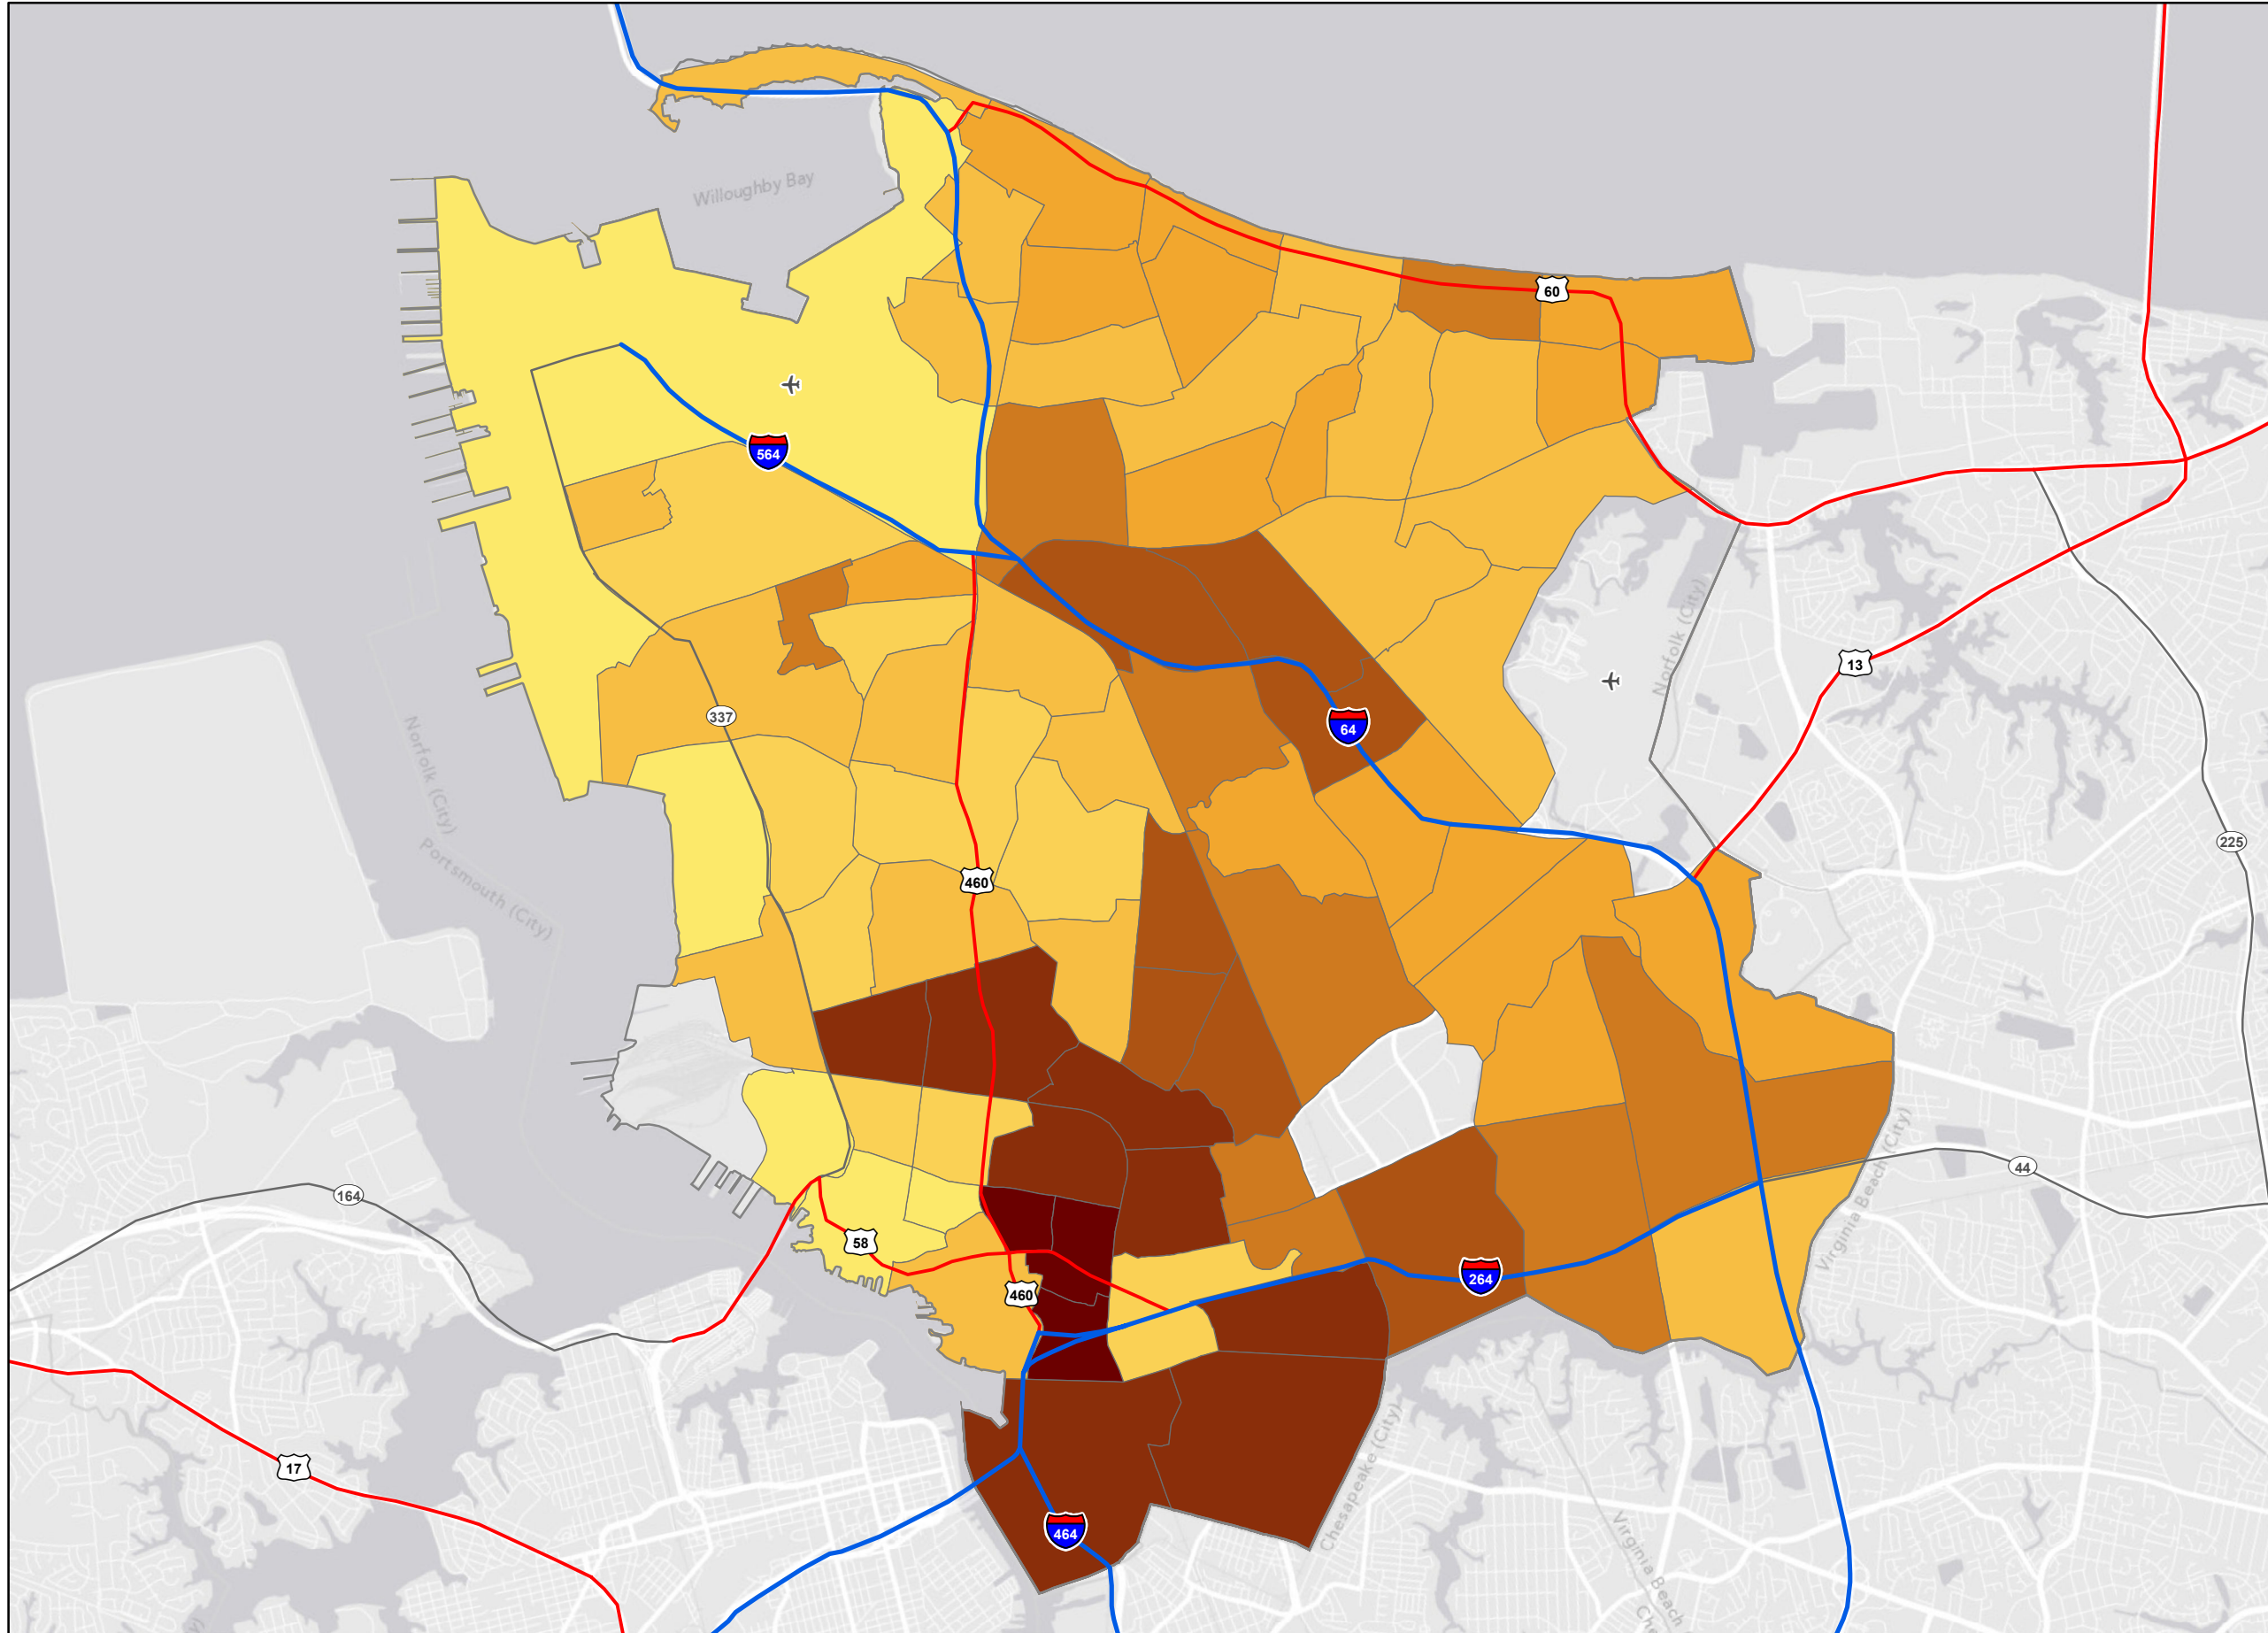 Willoughby Bay
60
564
Norfolk (City)
13
337
64
Norfolk (City)
Portsmouth (City)
225
460
44
164
Virginia Beach (City)
58
264
460
Chesapeake (City)
17
464
Virginia Beach